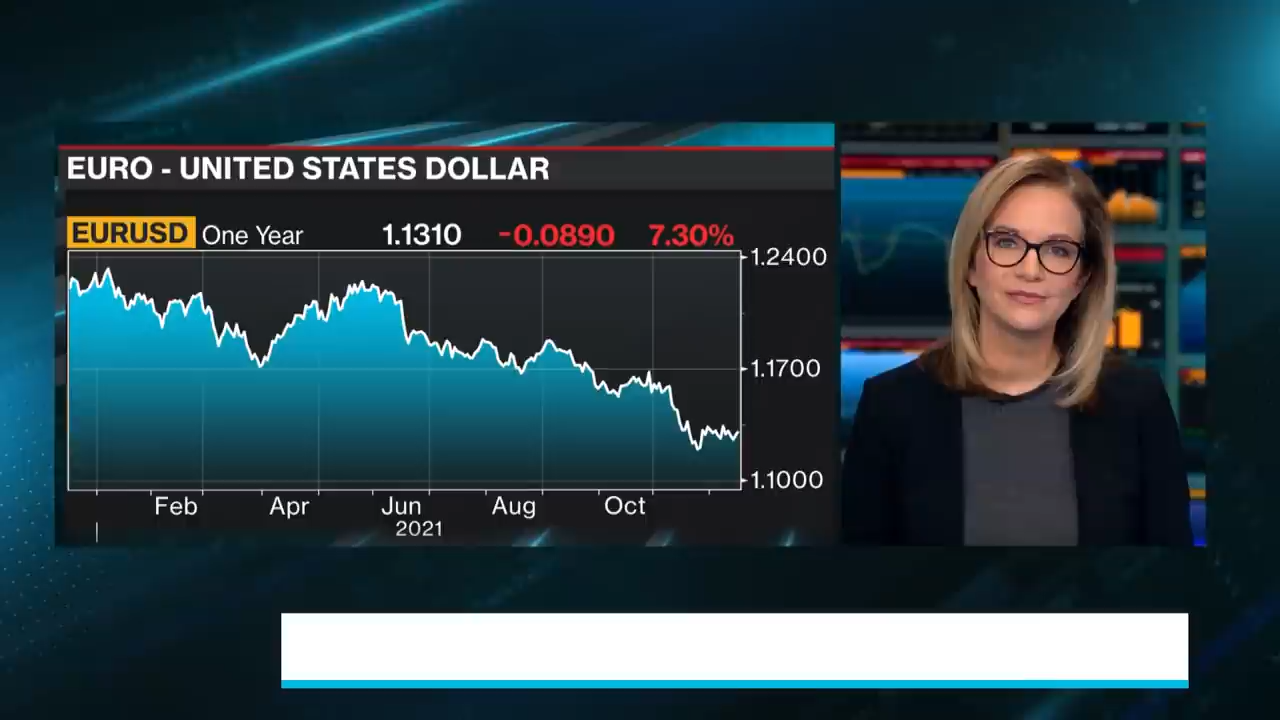 EURO - UNITED STATES DOLLAR
EURUSD One Year 1.1310 -0.0890 7.30%
1.2400
1.1700
1.1000
Feb Apr Jun Aug Oct
2021